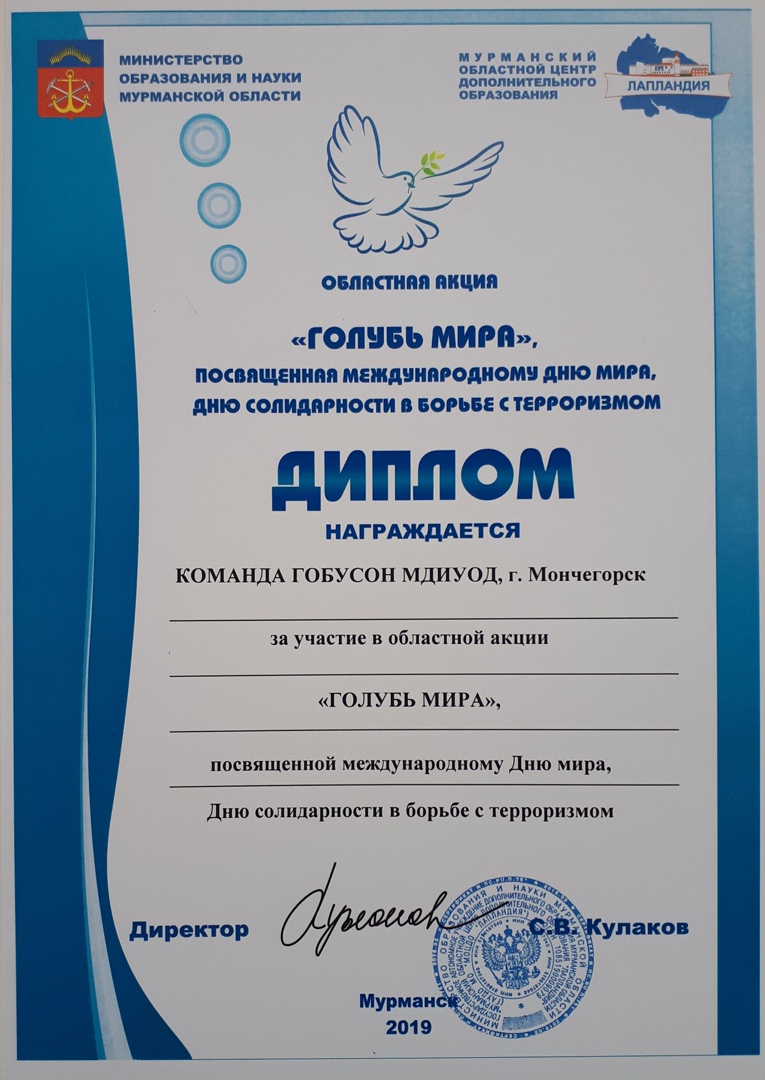 МИНИСТЕРСТВО
ОБРАЗОВАНИЯ И НАУКИ
МУРМАНСКОЙ ОБЛАСТИ
МУРМАНСКИЙ
ОБЛАСТНОЙ ЦЕНТР
ДОПОЛНИТЕЛЬНОГО
ОБРАЗОВАНИЯ
ЛАПЛАНДИЯ
ОБЛАСТНАЯ АКЦИЯ
«ГОЛУБЬ МИРА»,
ПОСВЯЩЕННАЯ МЕЖДУНАРОДНОМУ ДНЮ МИРА,
ДНЮ СОЛИДАРНОСТИ В БОРЬБЕ С ТЕРРОРИЗМОМ
ДИПЛОМ
НАГРАЖДАЕТСЯ
КОМАНДА ГОБУСОН МДИУОД, г. Мончегорск
за участие в областной акции
«ГОЛУБЬ МИРА»,
посвященной международному Дню мира,
Дню солидарности в борьбе с терроризмом
Директор
С.В. Кулаков
Мурманск
2019